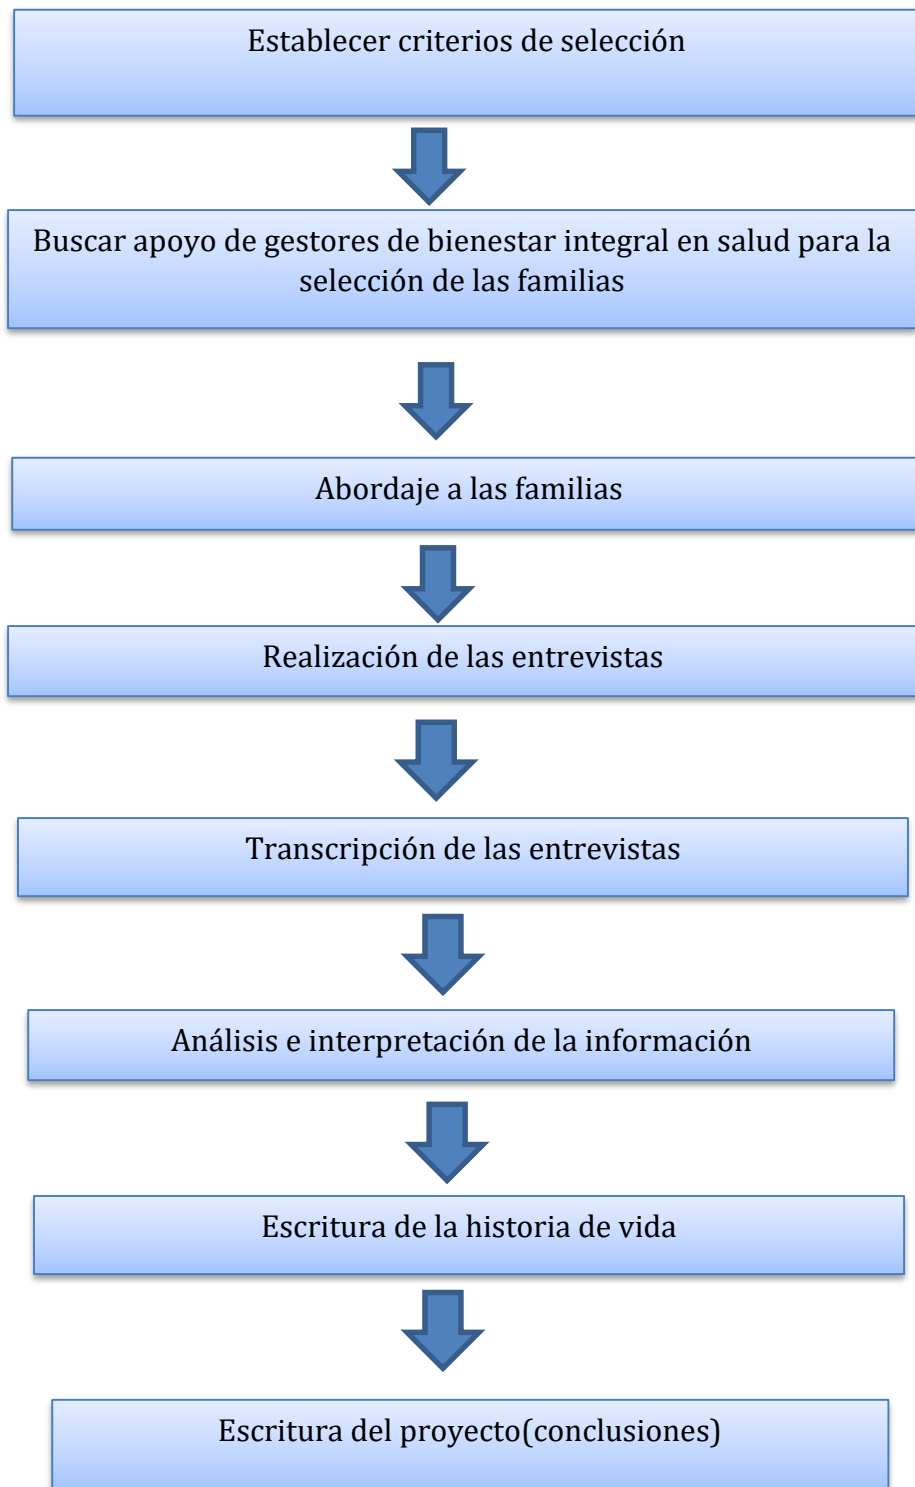 Establecer criterios de selección
Buscar apoyo de gestores de bienestar integral en salud para la
selección de las familias
Abordaje a las familias
Realización de las entrevistas
Transcripción de las entrevistas
Análisis e interpretación de la información
Escritura de la historia de vida
Escritura del proyecto(conclusiones)